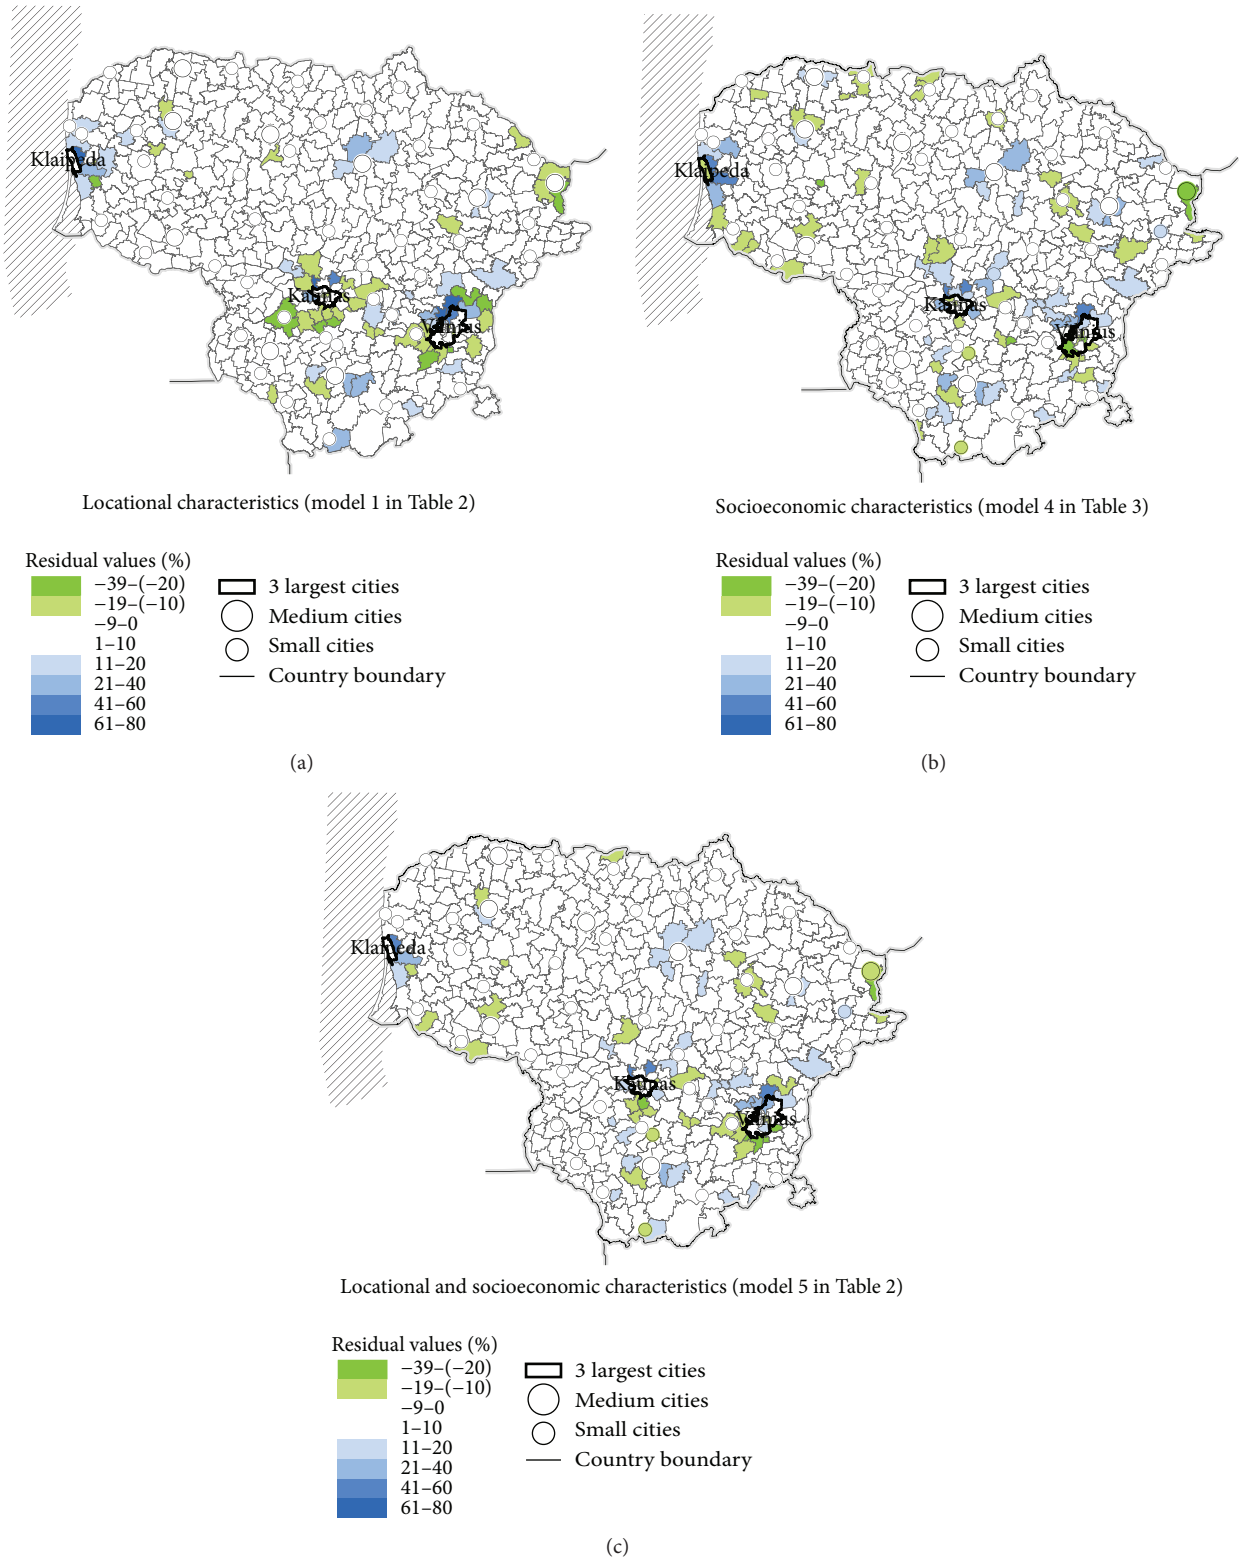 Klaipeda
Kaunas
Vilnius
Locational characteristics (model 1 in Table 2)
Residual values (%)
−39–(−20)
−19–(−10)
−9–0
1–10
11–20
21–40
41–60
61–80
3 largest cities
Medium cities
Small cities
Country boundary
(a)
Klaipeda
Kaunas
Vilnius
Socioeconomic characteristics (model 4 in Table 3)
Residual values (%)
−39–(−20)
−19–(−10)
−9–0
1–10
11–20
21–40
41–60
61–80
3 largest cities
Medium cities
Small cities
Country boundary
(b)
Klaipeda
Kaunas
Vilnius
Locational and socioeconomic characteristics (model 5 in Table 2)
Residual values (%)
−39–(−20)
−19–(−10)
−9–0
1–10
11–20
21–40
41–60
61–80
3 largest cities
Medium cities
Small cities
Country boundary
(c)